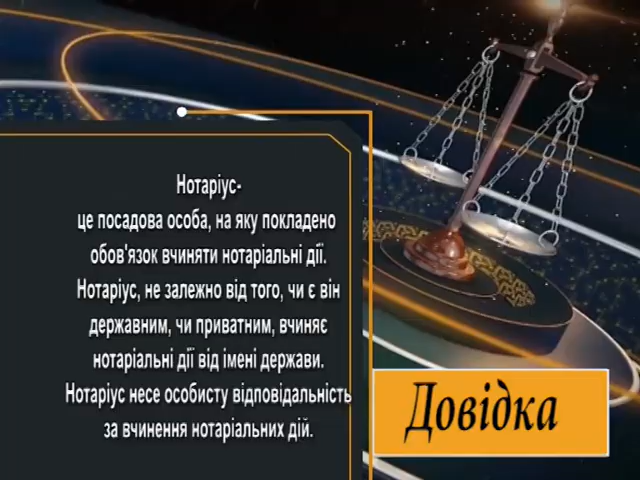 Нотаріус-
це посадова особа, на яку покладено
обов'язок вчиняти нотаріальні дії.
Нотаріус, не залежно від того, чи є він
державним, чи приватним, вчиняє
нотаріальні дії від імені держави.
Нотаріус несе особисту відповідальність
за вчинення нотаріальних дій.
Довідка